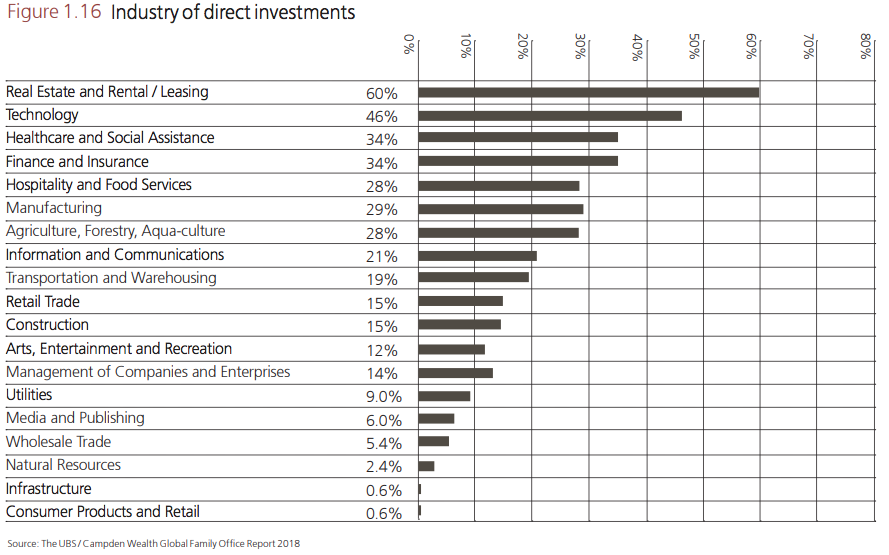 Figure 1.16 Industry of direct investments
0% 10% 20% 30% 40% 50% 60% 70% 80%
Real Estate and Rental / Leasing 60%
Technology 46%
Healthcare and Social Assistance 34%
Finance and Insurance 34%
Hospitality and Food Services 28%
Manufacturing 29%
Agriculture, Forestry, Aqua-culture 28%
Information and Communications 21%
Transportation and Warehousing 19%
Retail Trade 15%
Construction 15%
Arts, Entertainment and Recreation 12%
Management of Companies and Enterprises 14%
Utilities 9.0%
Media and Publishing 6.0%
Wholesale Trade 5.4%
Natural Resources 2.4%
Infrastructure 0.6%
Consumer Products and Retail 0.6%
Source: The UBS / Campden Wealth Global Family Office Report 2018